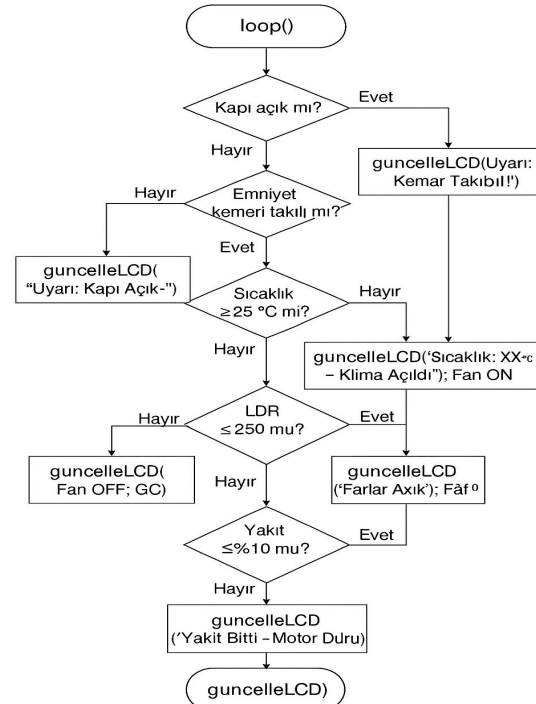 loop()
Kapı açık mı?
Evet
Hayır
guncelleLCD(Uyarı:
Kemar Takıbıl!')
Hayır
Emniyet
kemeri takılı mı?
Evet
guncelleLCD(
“Uyarı: Kapı Açık-")
Sıcaklık
≥25 °C mi?
Hayır
Hayır
guncelleLCD(‘Sıcaklık: XX°c
– Klima Açıldı”); Fan ON
Hayır
LDR
≤250 mu?
Evet
guncelleLCD(
Fan OFF; GC)
Hayır
guncelleLCD
(‘Farlar Axık’); Fàf⁰
Yakıt
≤%10 mu?
Evet
Hayır
guncelleLCD
(’Yakit Bitti – Motor Dưru)
guncelleLCD)